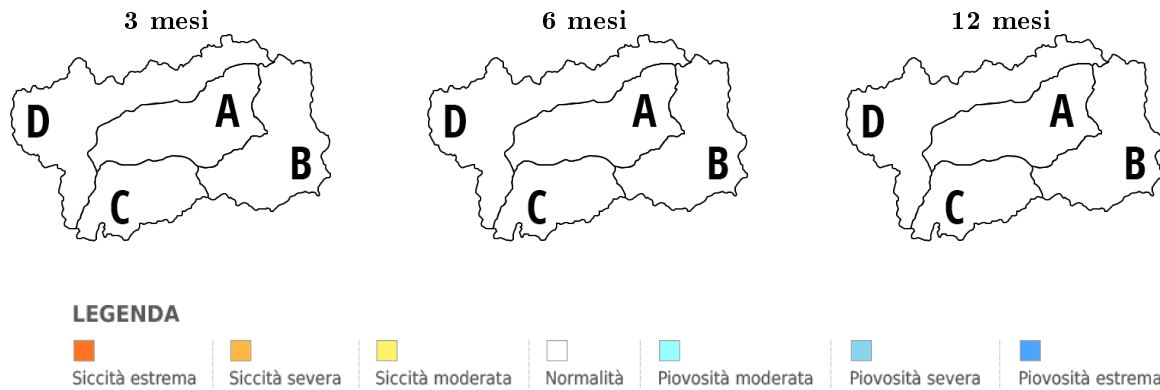 3 mesi 6 mesi 12 mesi
A A A
D D D
B B B
C C C
LEGENDA
Siccità estrema Siccità severa Siccità moderata Normalità Piovosità moderata Piovosità severa Piovosità estrema